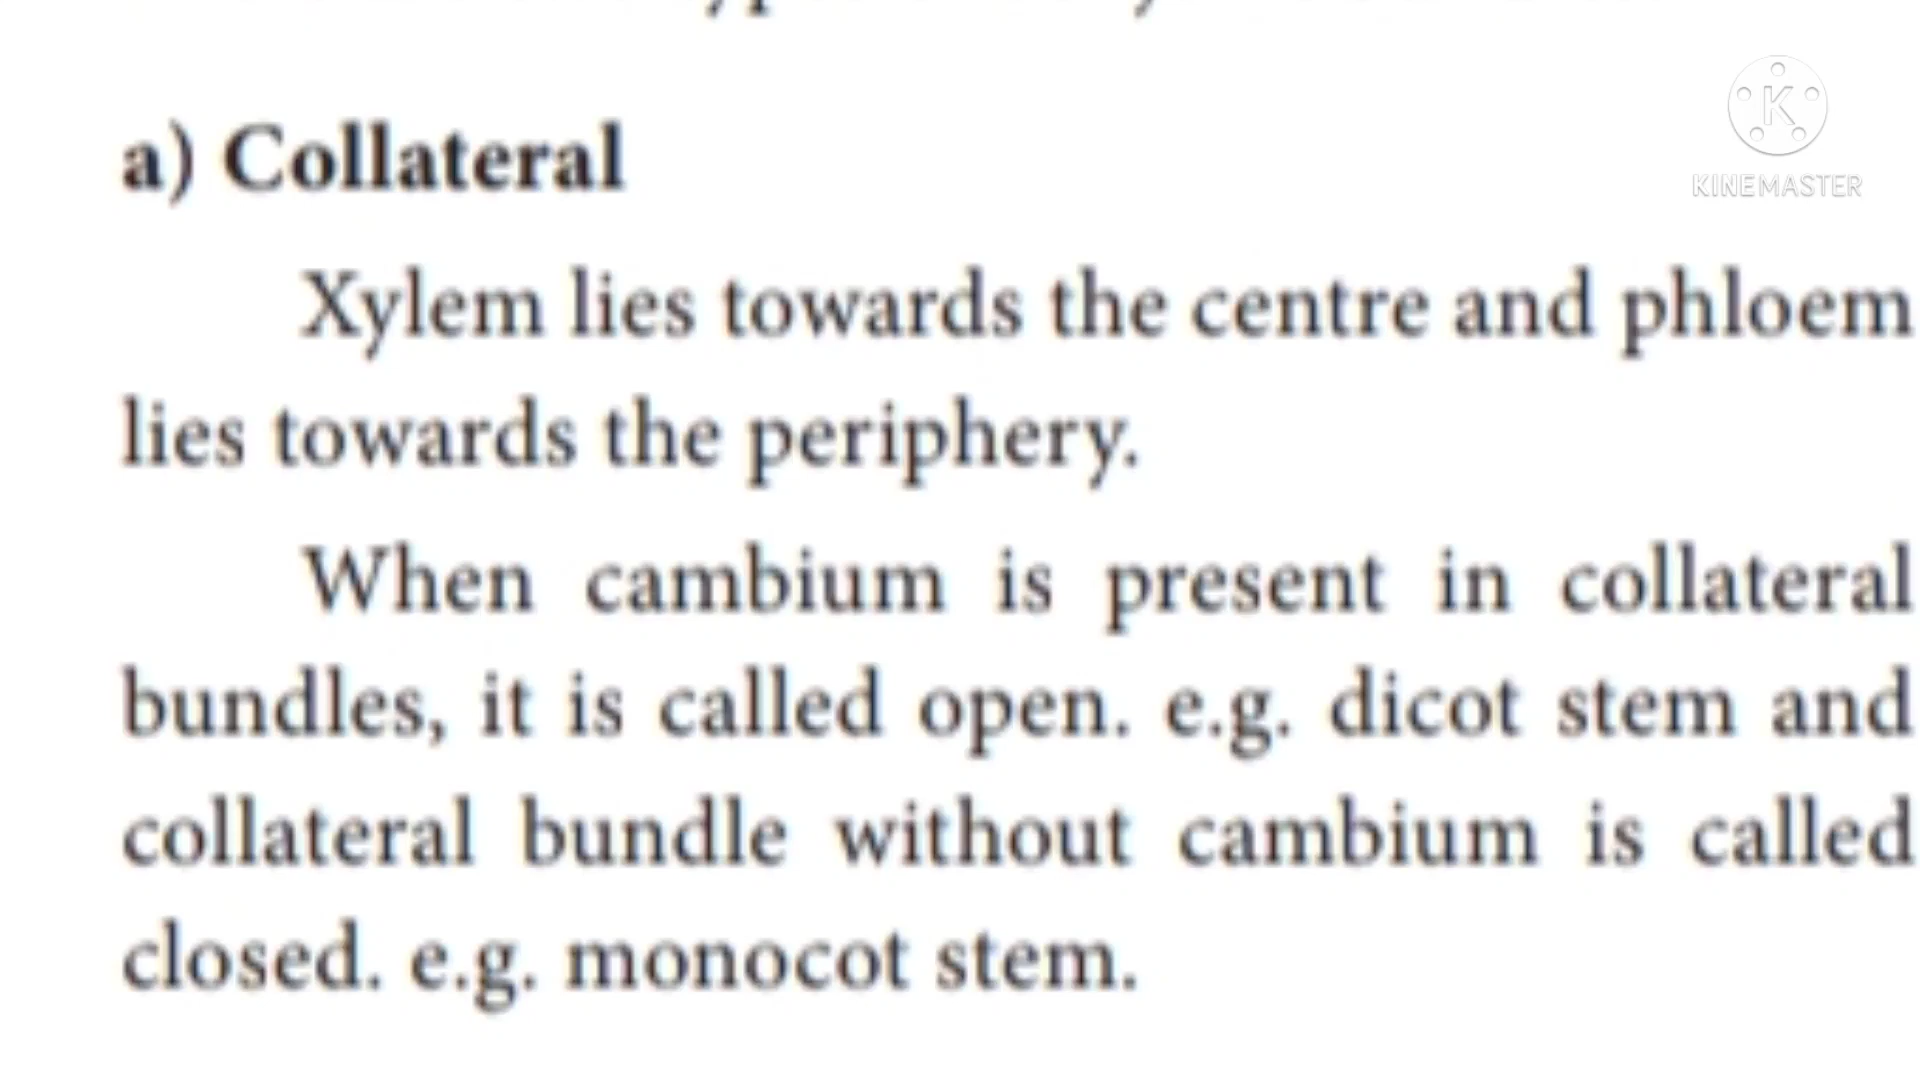 a) Collateral
KINEMASTER
Xylem lies towards the centre and phloem
lies towards the periphery.
When cambium is present in collateral
bundles, it is called open. e.g. dicot stem and
collateral bundle without cambium is called
closed. e.g. monocot stem.